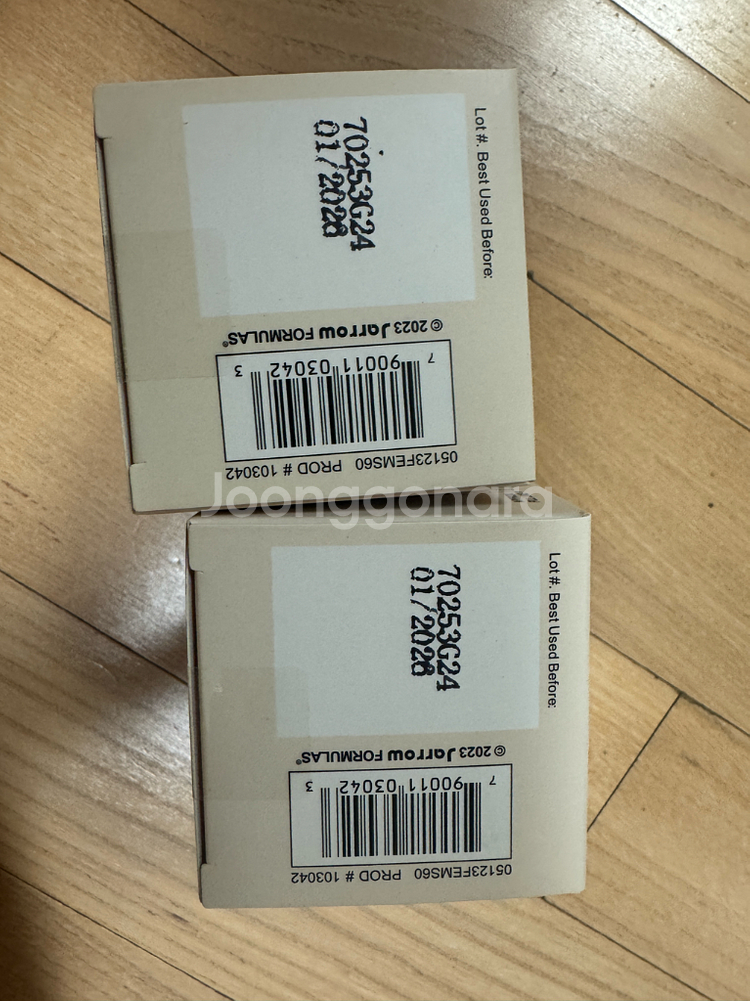 Lot #. Best Used Before:
70253G24
01/2026
© 2023 Jarrow FORMULAS®
7 90011 03042 3
05123FEMS60 PROD # 103042
Joonggonara
Lot #. Best Used Before:
70253G24
01/2026
© 2023 Jarrow FORMULAS®
7 90011 03042 3
05123FEMS60 PROD # 103042